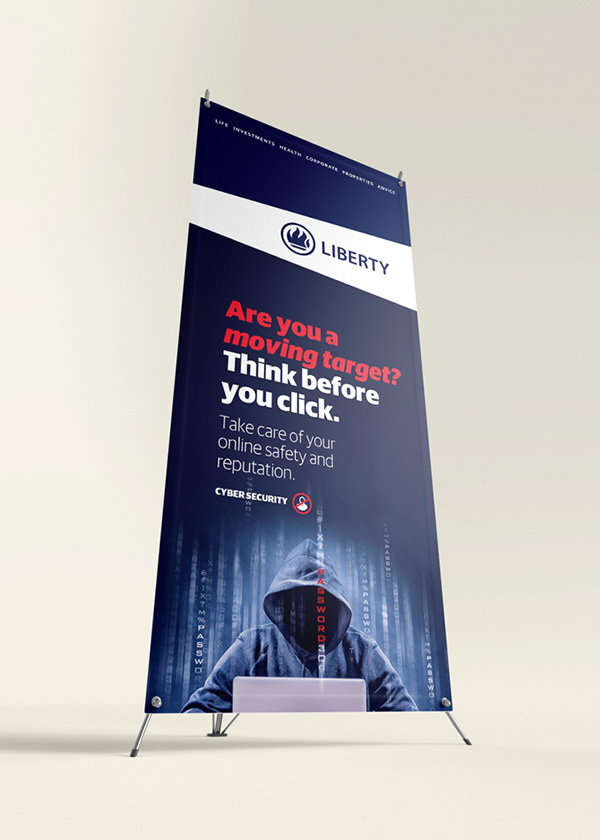 LIFE INVESTMENTS HEALTH CORPORATE PROPERTIES ADVICE
LIBERTY
Are you a
moving target?
Think before
you click.
Take care of your
online safety and
reputation.
CYBER SECURITY
PASSWORD